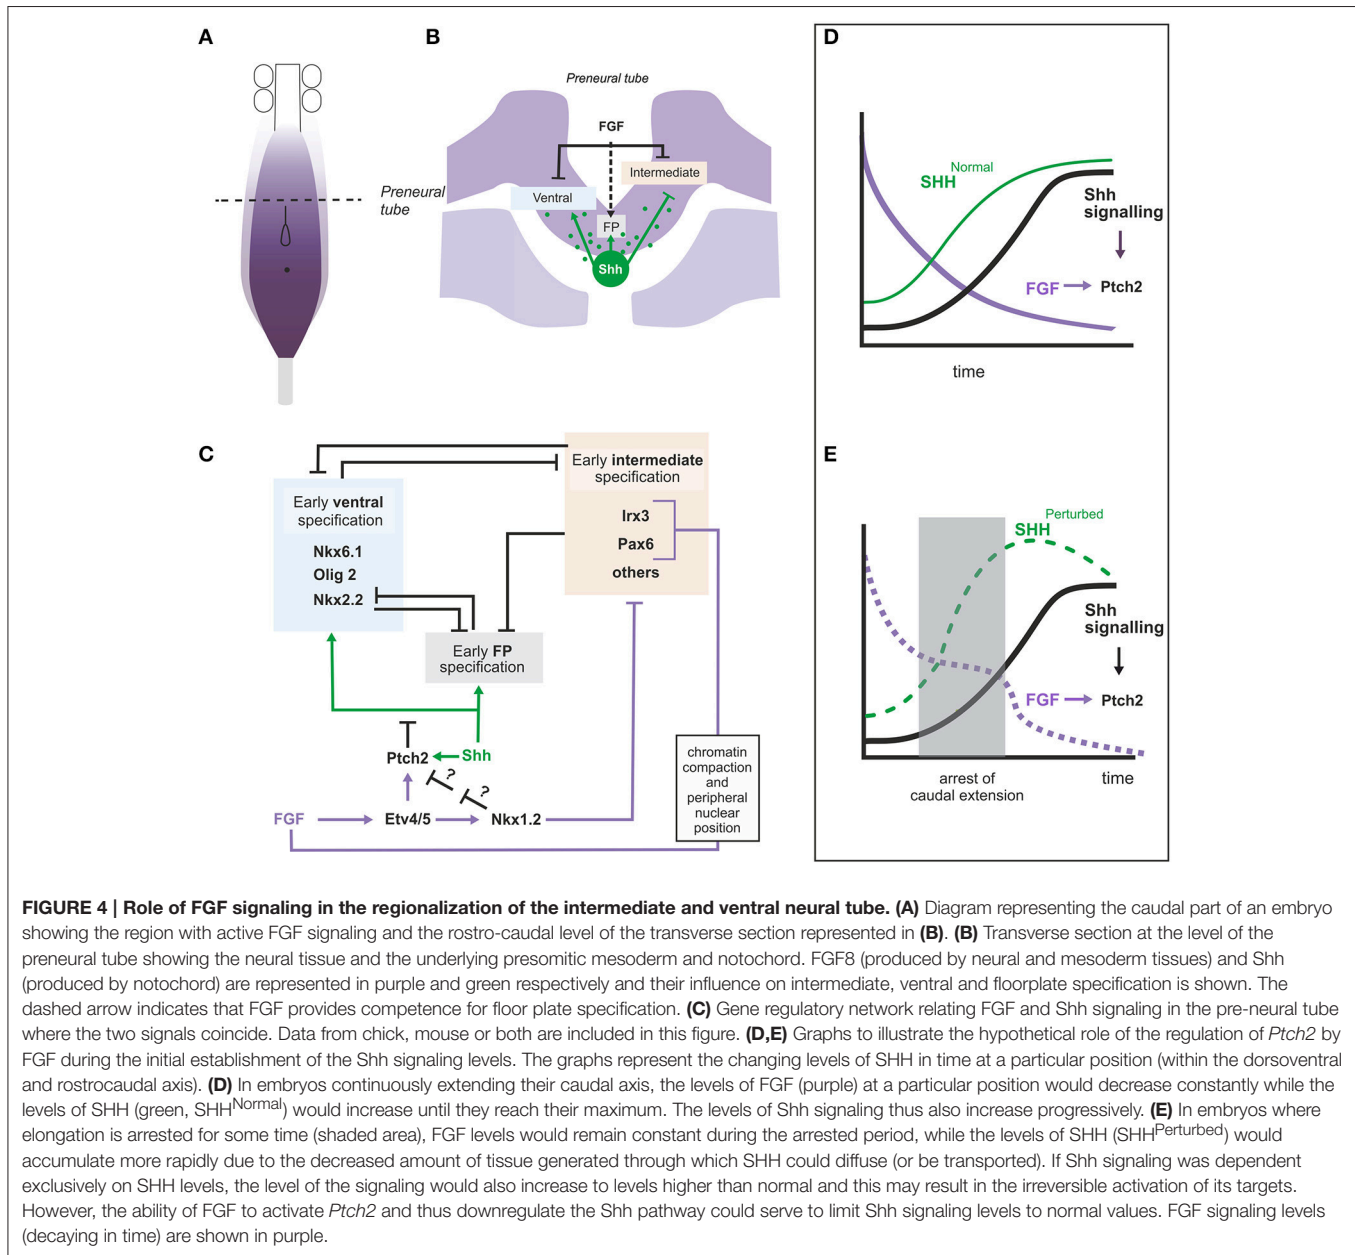 A
Preneural
tube
B
Preneural tube
FGF
Intermediate
Ventral
FP
Shh
C
Early ventral
specification
Nkx6.1
Olig 2
Nkx2.2
Early intermediate
specification
Irx3
Pax6
others
Early FP
specification
Ptch2
Shh
?
?
FGF
Etv4/5
Nkx1.2
chromatin
compaction
and
peripheral
nuclear
position
D
SHH Normal
Shh
signalling
FGF
Ptch2
time
E
SHH Perturbed
Shh
signalling
FGF
Ptch2
time
arrest of
caudal extension
FIGURE 4 | Role of FGF signaling in the regionalization of the intermediate and ventral neural tube. (A) Diagram representing the caudal part of an embryo
showing the region with active FGF signaling and the rostro-caudal level of the transverse section represented in (B). (B) Transverse section at the level of the
preneural tube showing the neural tissue and the underlying presomitic mesoderm and notochord. FGF8 (produced by neural and mesoderm tissues) and Shh
(produced by notochord) are represented in purple and green respectively and their influence on intermediate, ventral and floorplate specification is shown. The
dashed arrow indicates that FGF provides competence for floor plate specification. (C) Gene regulatory network relating FGF and Shh signaling in the pre-neural tube
where the two signals coincide. Data from chick, mouse or both are included in this figure. (D,E) Graphs to illustrate the hypothetical role of the regulation of Ptch2 by
FGF during the initial establishment of the Shh signaling levels. The graphs represent the changing levels of SHH in time at a particular position (within the dorsoventral
and rostrocaudal axis). (D) In embryos continuously extending their caudal axis, the levels of FGF (purple) at a particular position would decrease constantly while the
levels of SHH (green, SHHNormal) would increase until they reach their maximum. The levels of Shh signaling thus also increase progressively. (E) In embryos where
elongation is arrested for some time (shaded area), FGF levels would remain constant during the arrested period, while the levels of SHH (SHHPerturbed) would
accumulate more rapidly due to the decreased amount of tissue generated through which SHH could diffuse (or be transported). If Shh signaling was dependent
exclusively on SHH levels, the level of the signaling would also increase to levels higher than normal and this may result in the irreversible activation of its targets.
However, the ability of FGF to activate Ptch2 and thus downregulate the Shh pathway could serve to limit Shh signaling levels to normal values. FGF signaling levels
(decaying in time) are shown in purple.